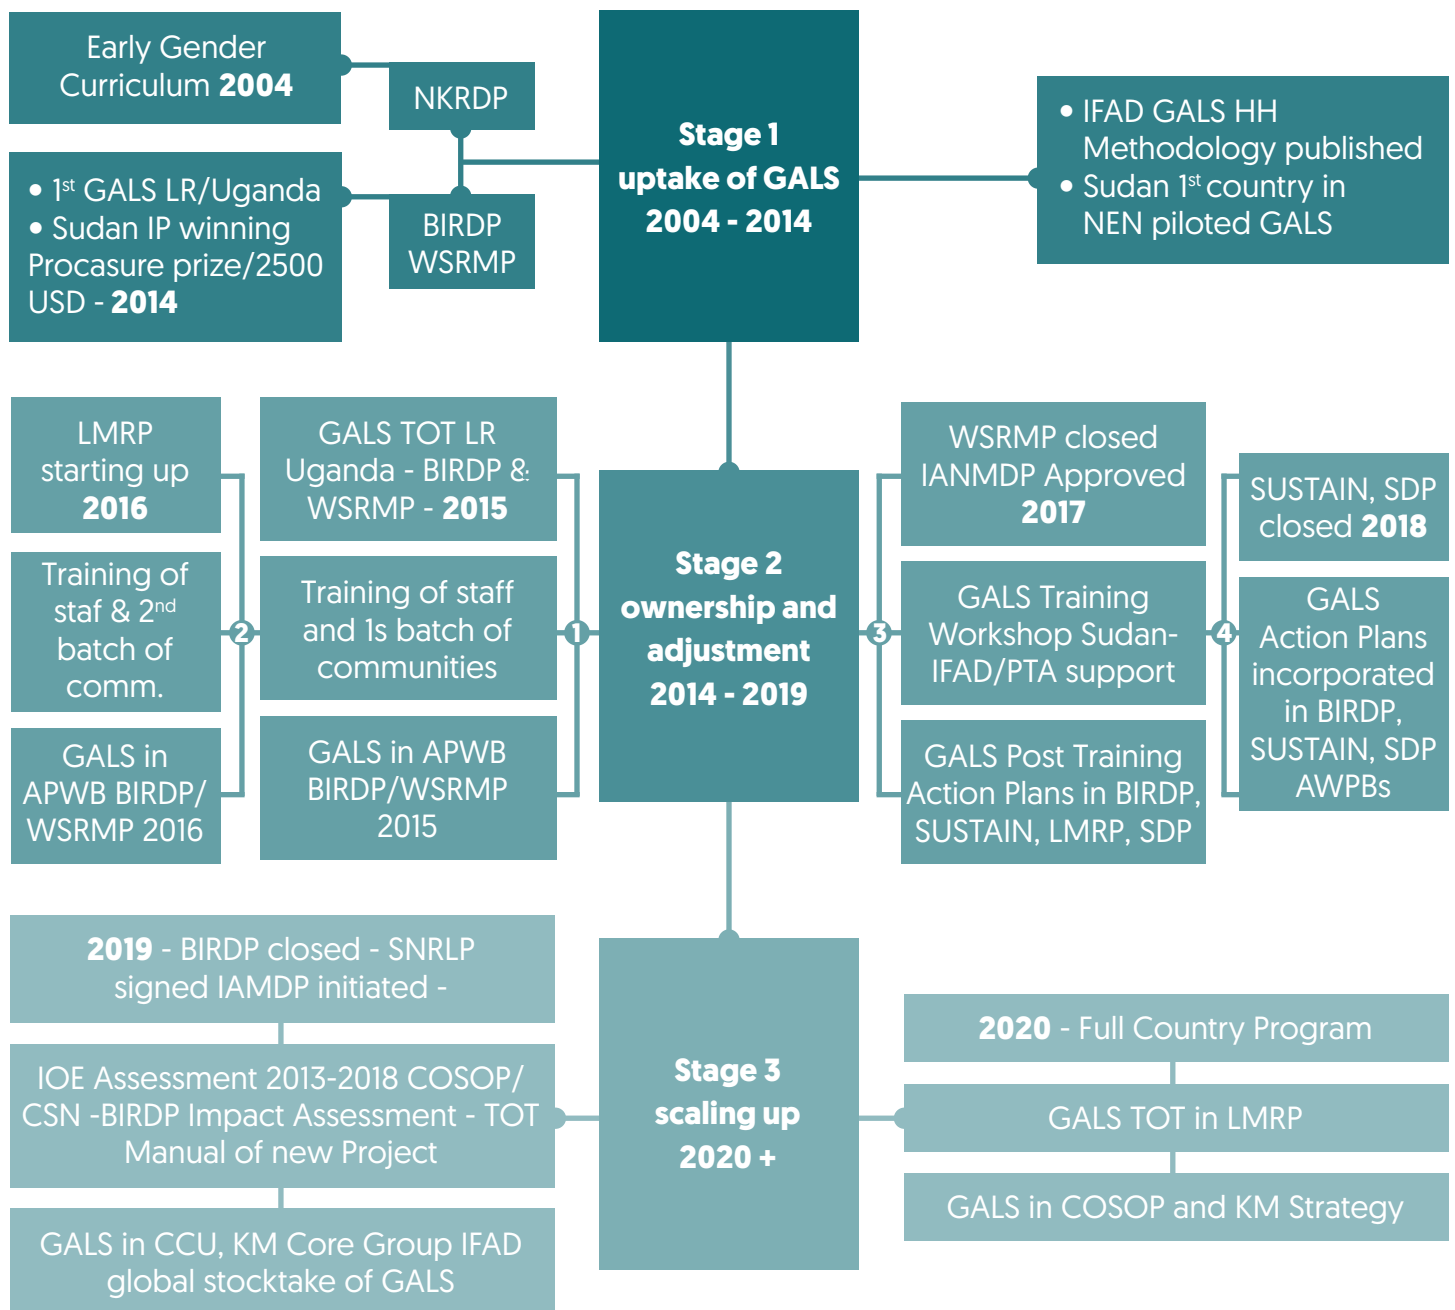 Early Gender
Curriculum 2004
NKRDP
• 1st GALS LR/Uganda
• Sudan IP winning
Procasure prize/2500
USD - 2014
BIRDP
WSRMP
Stage 1
uptake of GALS
2004 - 2014
• IFAD GALS HH
Methodology published
• Sudan 1st country in
NEN piloted GALS
LMRP
starting up
2016
Training of
staf & 2nd
batch of
comm.
GALS in
APWB BIRDP/
WSRMP 2016
2
GALS TOT LR
Uganda - BIRDP &
WSRMP - 2015
Training of staff
and 1s batch of
communities
GALS in APWB
BIRDP/WSRMP
2015
1
Stage 2
ownership and
adjustment
2014 - 2019
3
WSRMP closed
IANMDP Approved
2017
GALS Training
Workshop Sudan-
IFAD/PTA support
GALS Post Training
Action Plans in BIRDP,
SUSTAIN, LMRP, SDP
4
SUSTAIN, SDP
closed 2018
GALS
Action Plans
incorporated
in BIRDP,
SUSTAIN, SDP
AWPBs
2019 - BIRDP closed - SNRLP
signed IAMDP initiated -
IOE Assessment 2013-2018 COSOP/
CSN -BIRDP Impact Assessment - TOT
Manual of new Project
GALS in CCU, KM Core Group IFAD
global stocktake of GALS
Stage 3
scaling up
2020 +
2020 - Full Country Program
GALS TOT in LMRP
GALS in COSOP and KM Strategy